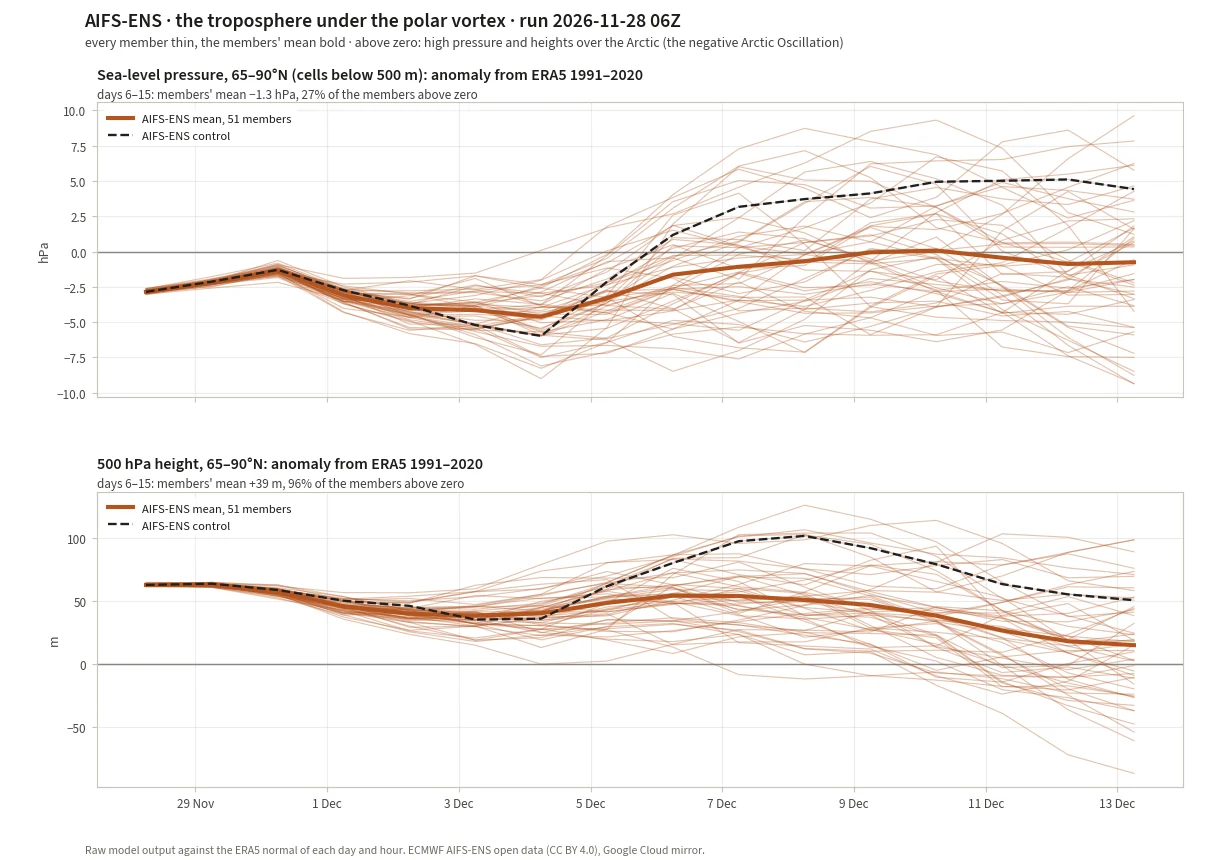 AIFS-ENS · the troposphere under the polar vortex · run 2026-11-28 06Z
every member thin, the members' mean bold · above zero: high pressure and heights over the Arctic (the negative Arctic Oscillation)
Sea-level pressure, 65–90°N (cells below 500 m): anomaly from ERA5 1991–2020
days 6–15: members' mean −1.3 hPa, 27% of the members above zero
AIFS-ENS mean, 51 members
AIFS-ENS control
10.0
7.5
5.0
2.5
0.0
−2.5
−5.0
−7.5
−10.0
hPa
500 hPa height, 65–90°N: anomaly from ERA5 1991–2020
days 6–15: members' mean +39 m, 96% of the members above zero
AIFS-ENS mean, 51 members
AIFS-ENS control
100
50
0
−50
m
29 Nov 1 Dec 3 Dec 5 Dec 7 Dec 9 Dec 11 Dec 13 Dec
Raw model output against the ERA5 normal of each day and hour. ECMWF AIFS-ENS open data (CC BY 4.0), Google Cloud mirror.